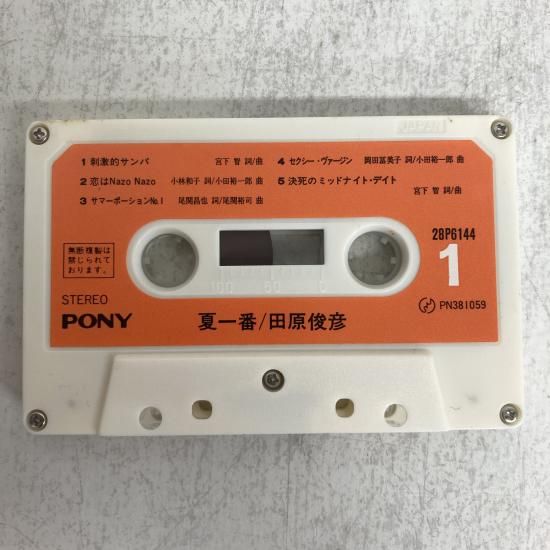 JAPAN
1 刺激的サンバ 宮下 智 詞/曲
2 恋はNazo Nazo 小林和子 詞/小田裕一郎 曲
3 サマーポーションNo.1 尾関昌也 詞/尾関裕司 曲
4 セクシー・ヴァージン 岡田冨美子 詞/小田裕一郎 曲
5 決死のミッドナイト・デイト
宮下 智 詞/曲
無断複製は
禁じられて
おります。
28P6144
1
100 50 0
STEREO
PONY
夏一番/田原俊彦
PN381059